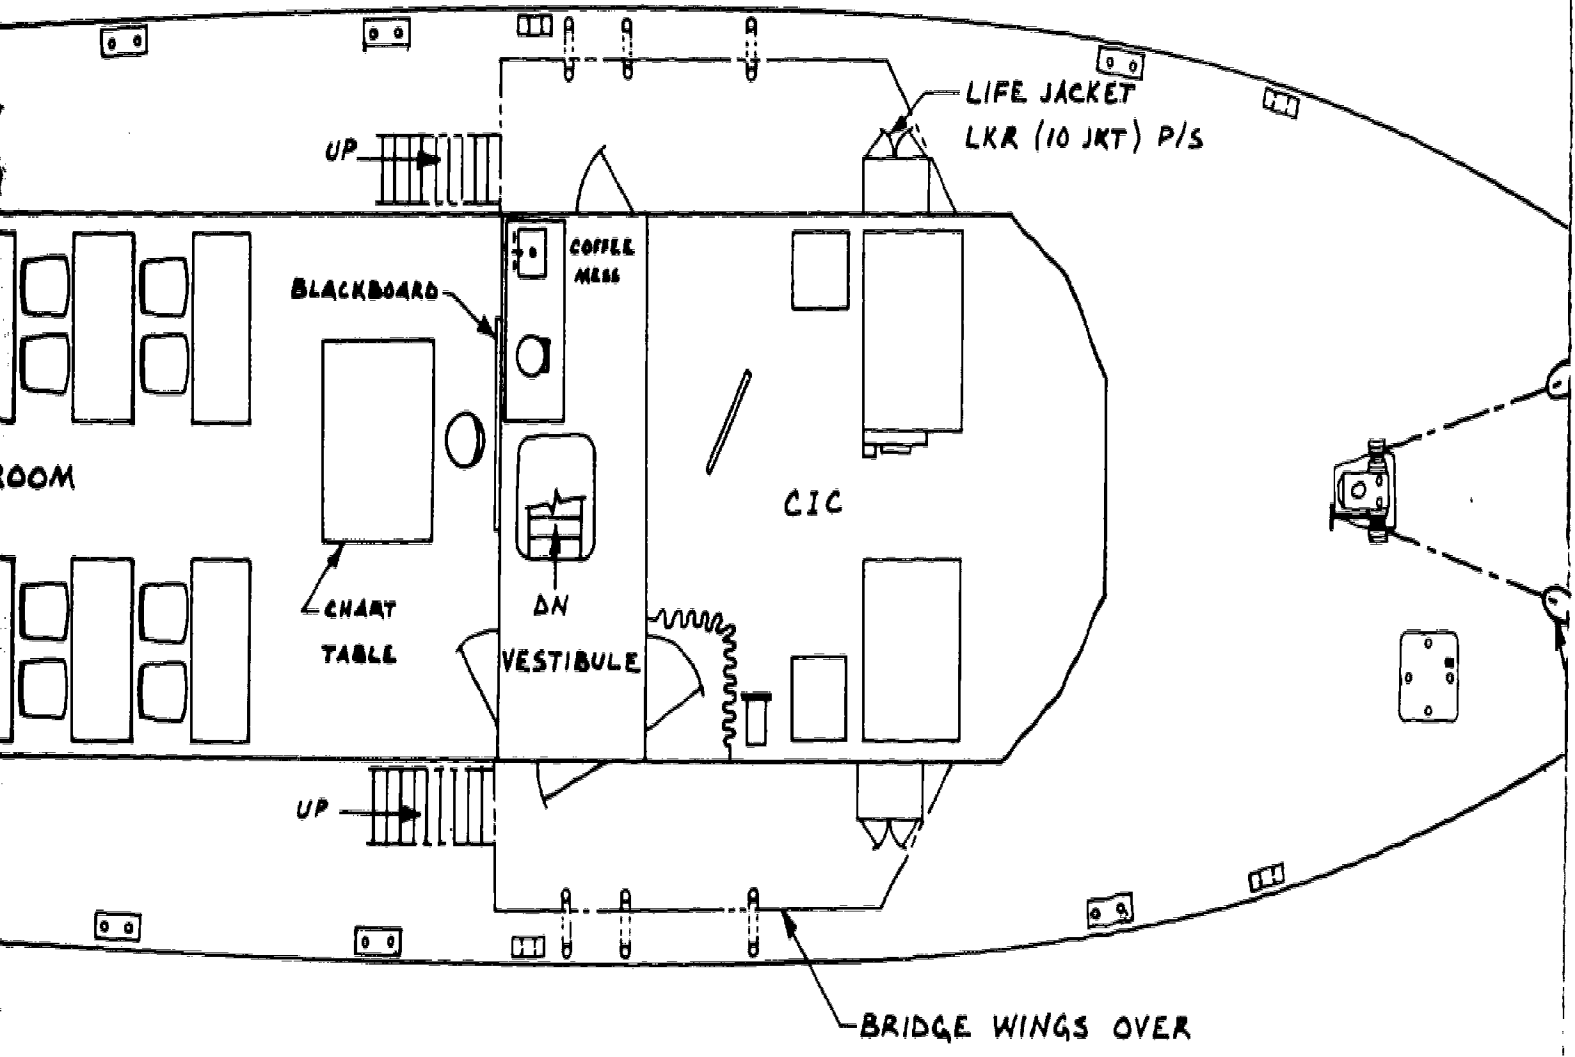 LIFE JACKET
LKR (10 JKT) P/S
UP
COFFEE
MESS
BLACKBOARD
ROOM
CIC
CHART
TABLE
DN
VESTIBULE
UP
BRIDGE WINGS OVER